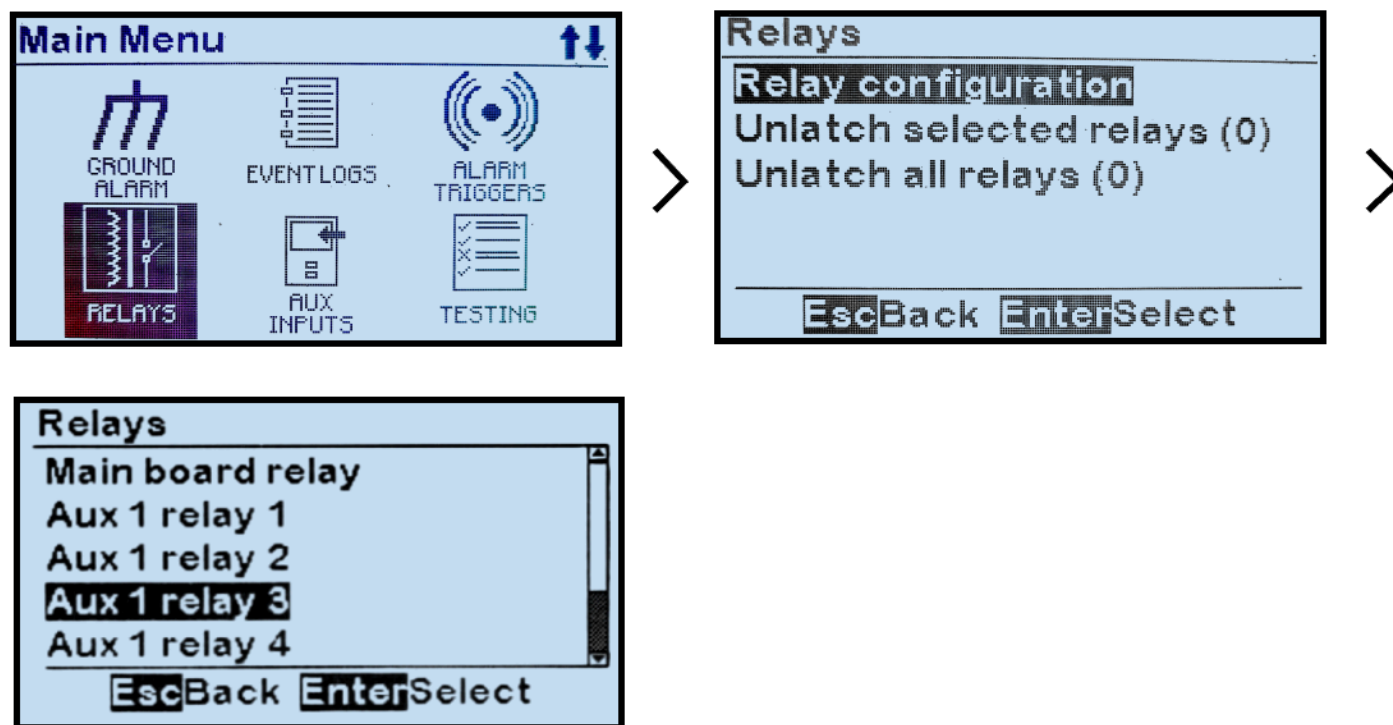 Main Menu
GROUND
ALARM
EVENT LOGS
ALARM
TRIGGERS
RELAYS
AUX
INPUTS
TESTING
Relays
Relay configuration
Unlatch selected relays (0)
Unlatch all relays (0)
Esc Back Enter Select
Relays
Main board relay
Aux 1 relay 1
Aux 1 relay 2
Aux 1 relay 3
Aux 1 relay 4
Esc Back Enter Select